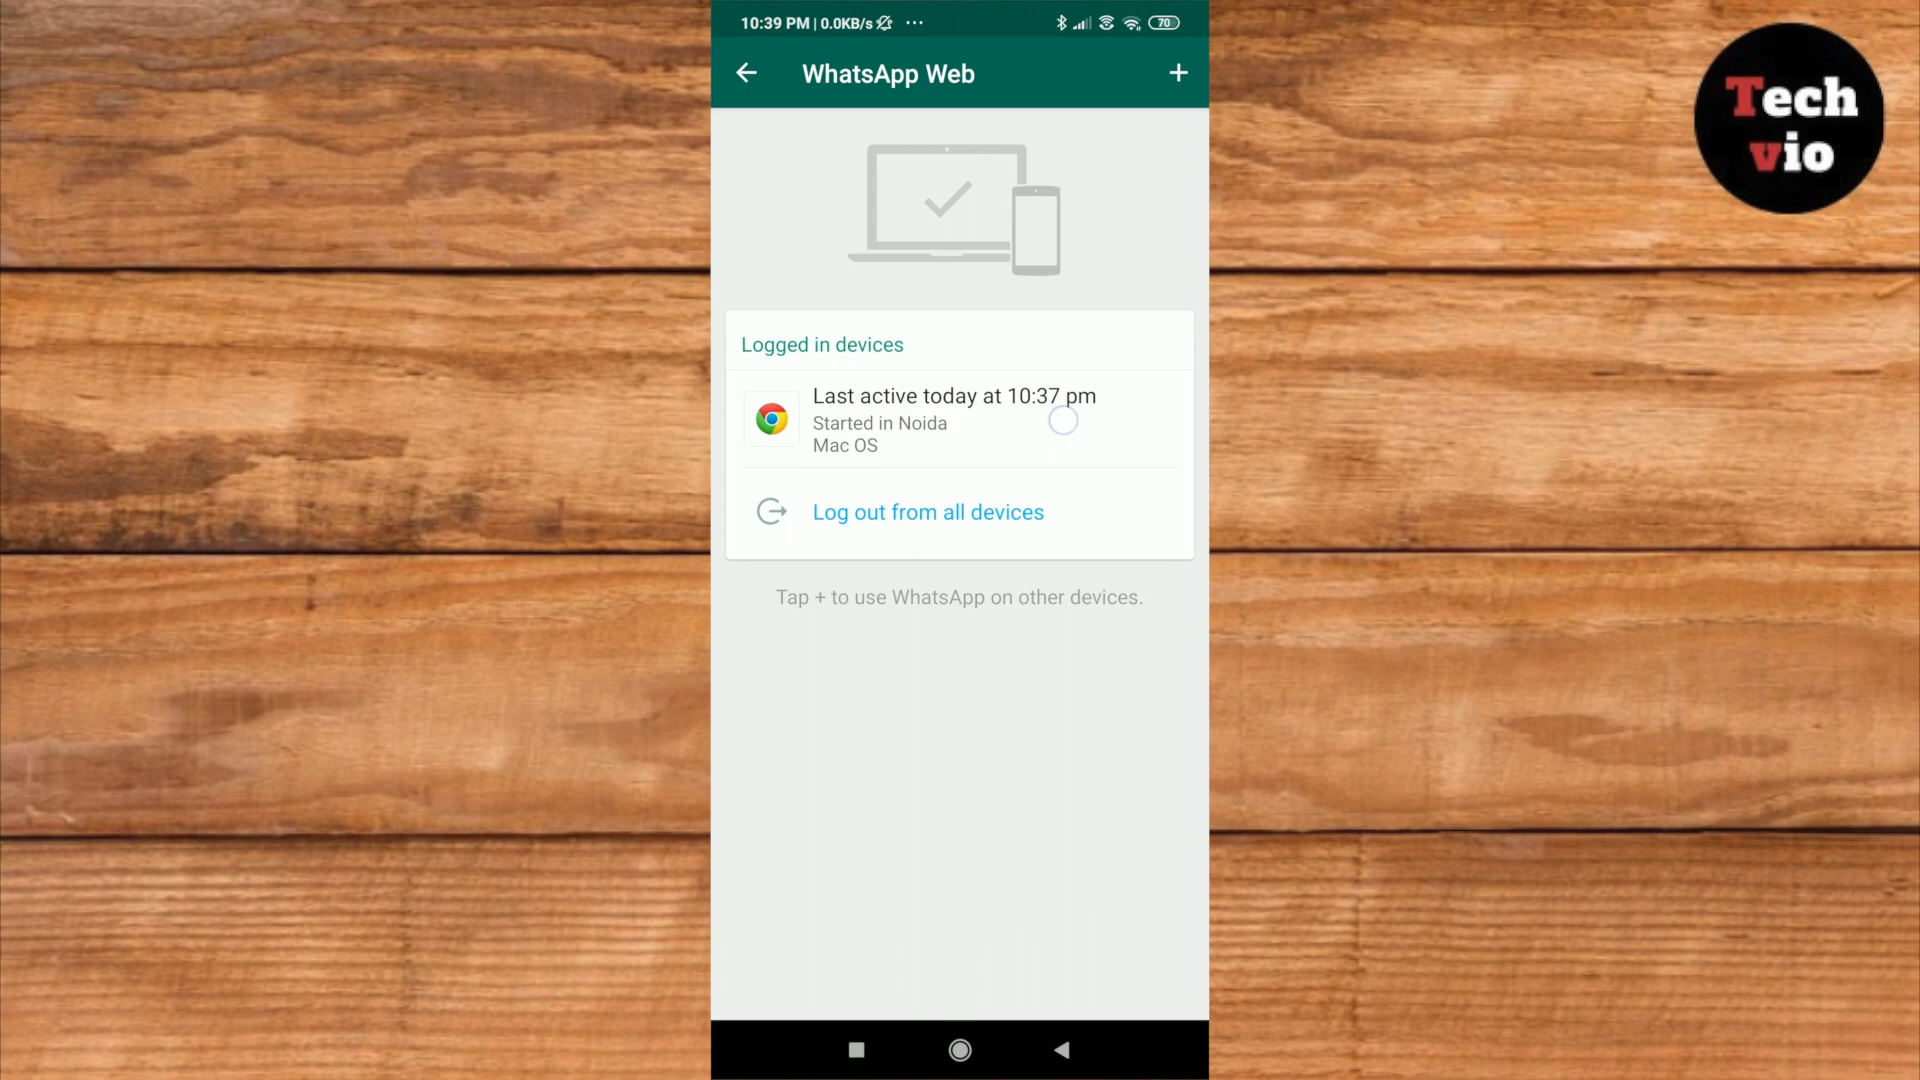 10:39 PM | 0.0KB/s ...
70
WhatsApp Web
Tech
vio
Logged in devices
Last active today at 10:37 pm
Started in Noida
Mac OS
Log out from all devices
Tap + to use WhatsApp on other devices.